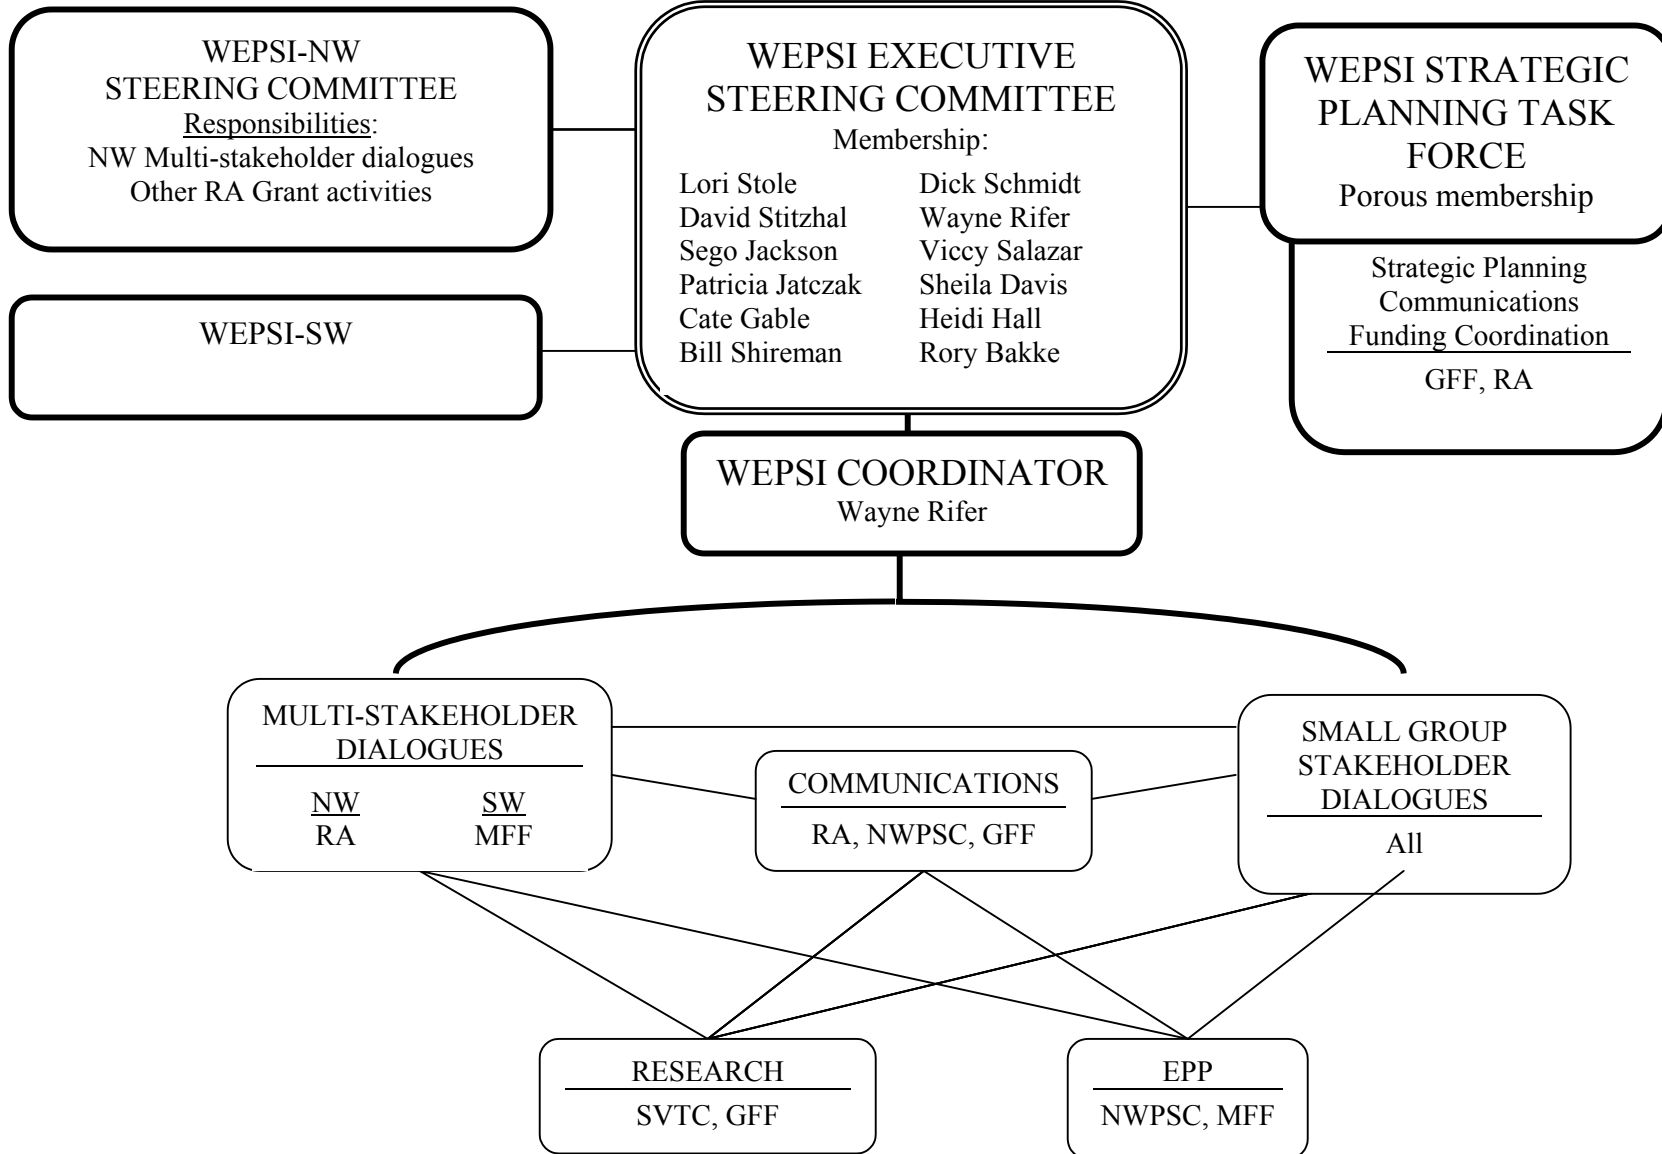 WEPSI-NW
STEERING COMMITTEE
Responsibilities:
NW Multi-stakeholder dialogues
Other RA Grant activities
WEPSI-SW
WEPSI EXECUTIVE
STEERING COMMITTEE
Membership:
Lori Stole
David Stitzhal
Sego Jackson
Patricia Jatczak
Cate Gable
Bill Shireman
Dick Schmidt
Wayne Rifer
Viccy Salazar
Sheila Davis
Heidi Hall
Rory Bakke
WEPSI STRATEGIC
PLANNING TASK
FORCE
Porous membership
Strategic Planning
Communications
Funding Coordination
GFF, RA
WEPSI COORDINATOR
Wayne Rifer
MULTI-STAKEHOLDER
DIALOGUES
NW SW
RA MFF
COMMUNICATIONS
RA, NWPSC, GFF
SMALL GROUP
STAKEHOLDER
DIALOGUES
All
RESEARCH
SVTC, GFF
EPP
NWPSC, MFF